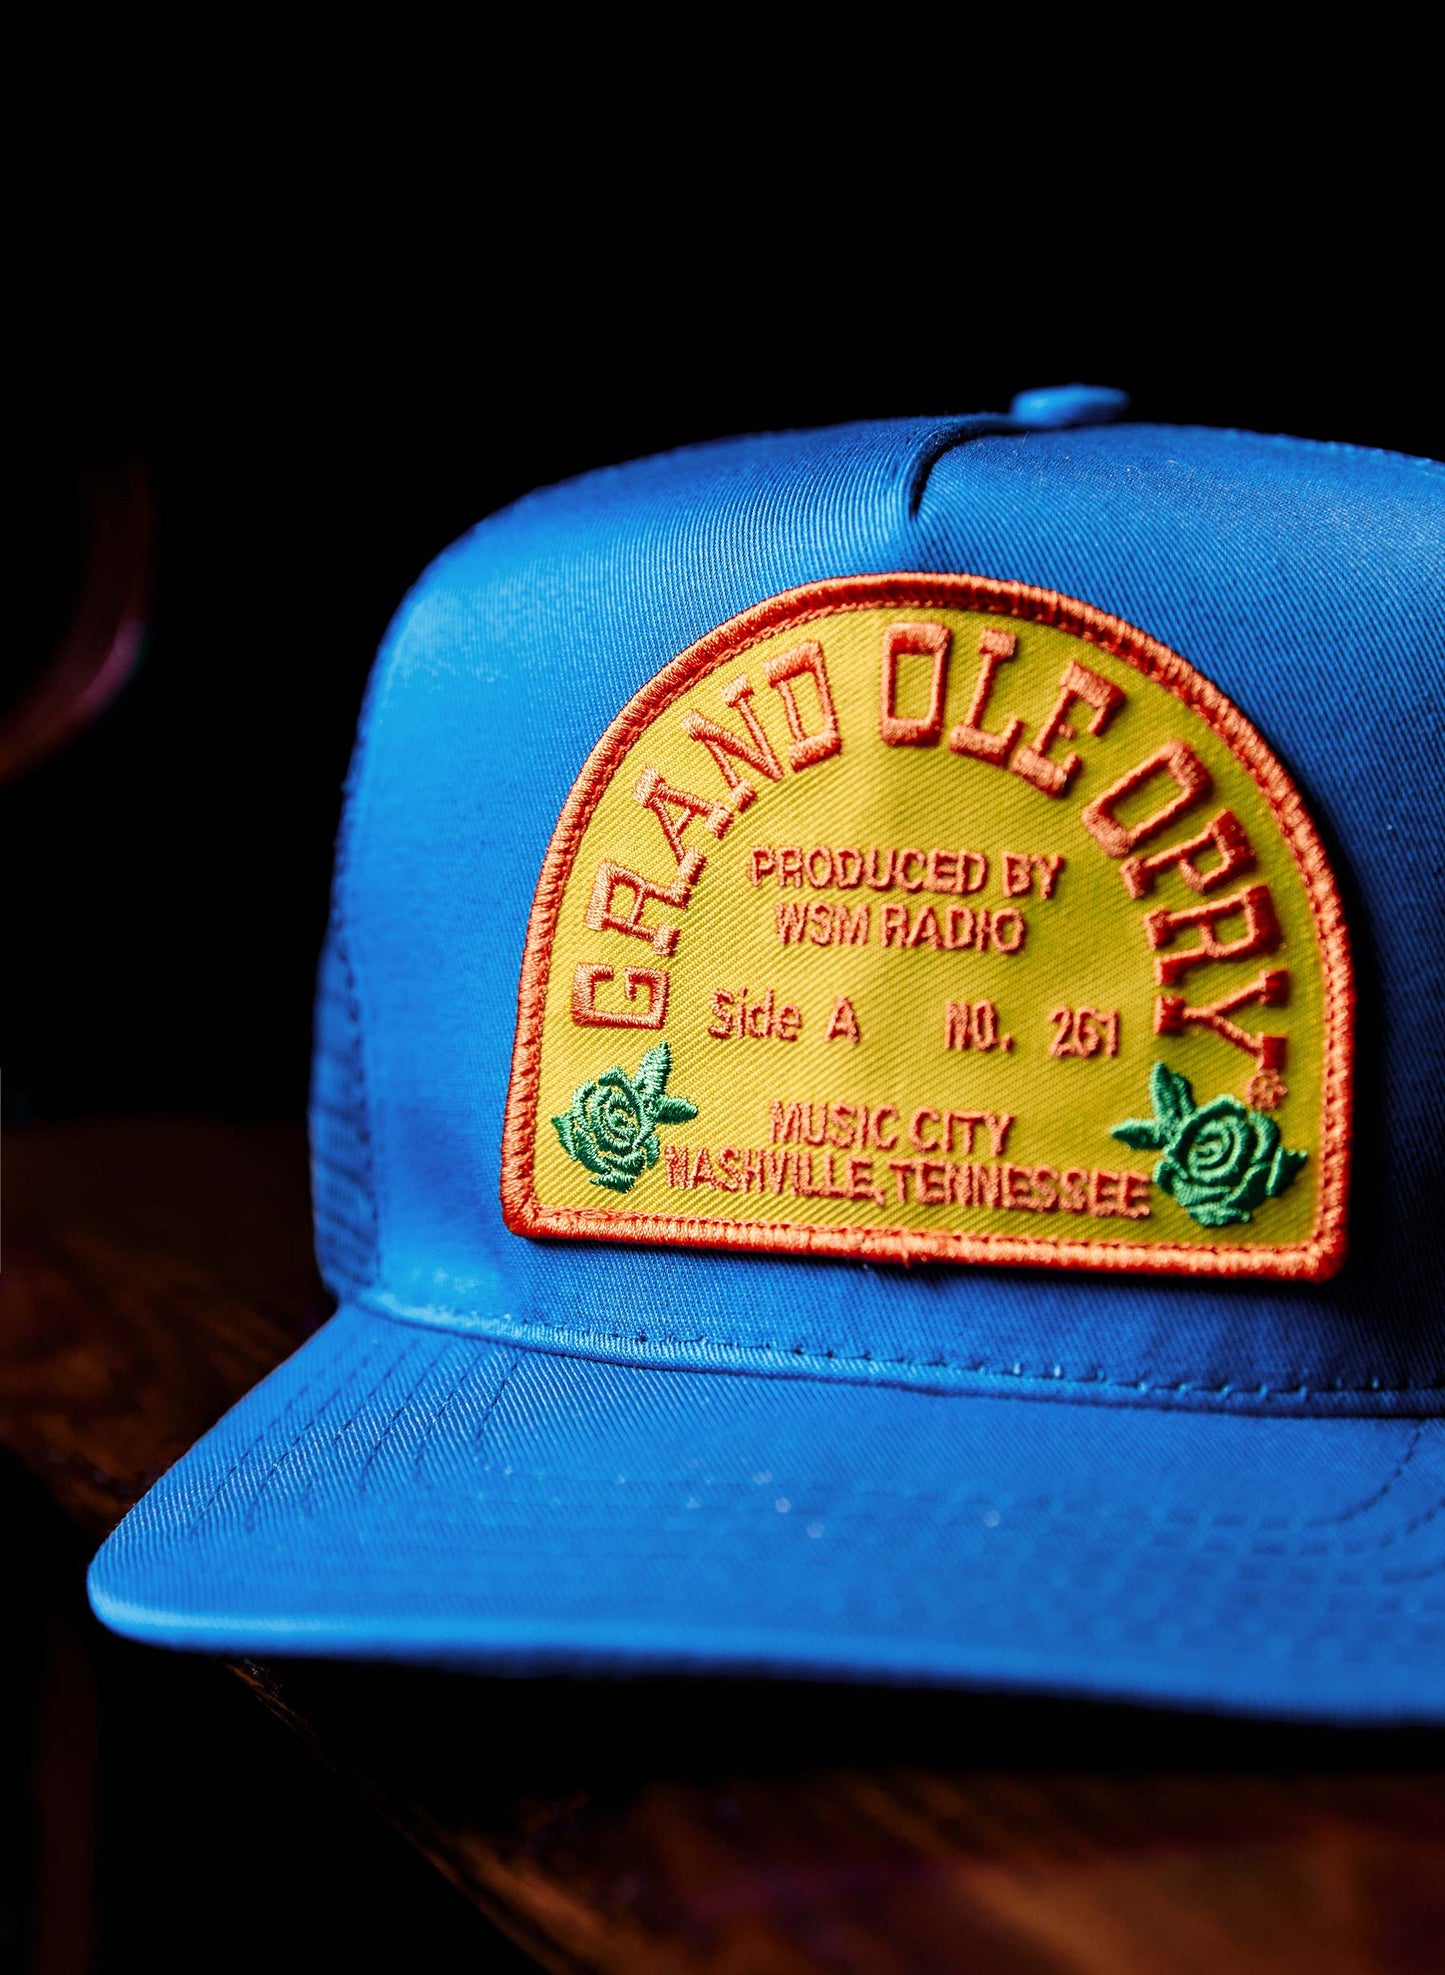 GRAND OLE OPRY®
PRODUCED BY
WSM RADIO
Side A NO. 261
MUSIC CITY
NASHVILLE, TENNESSEE